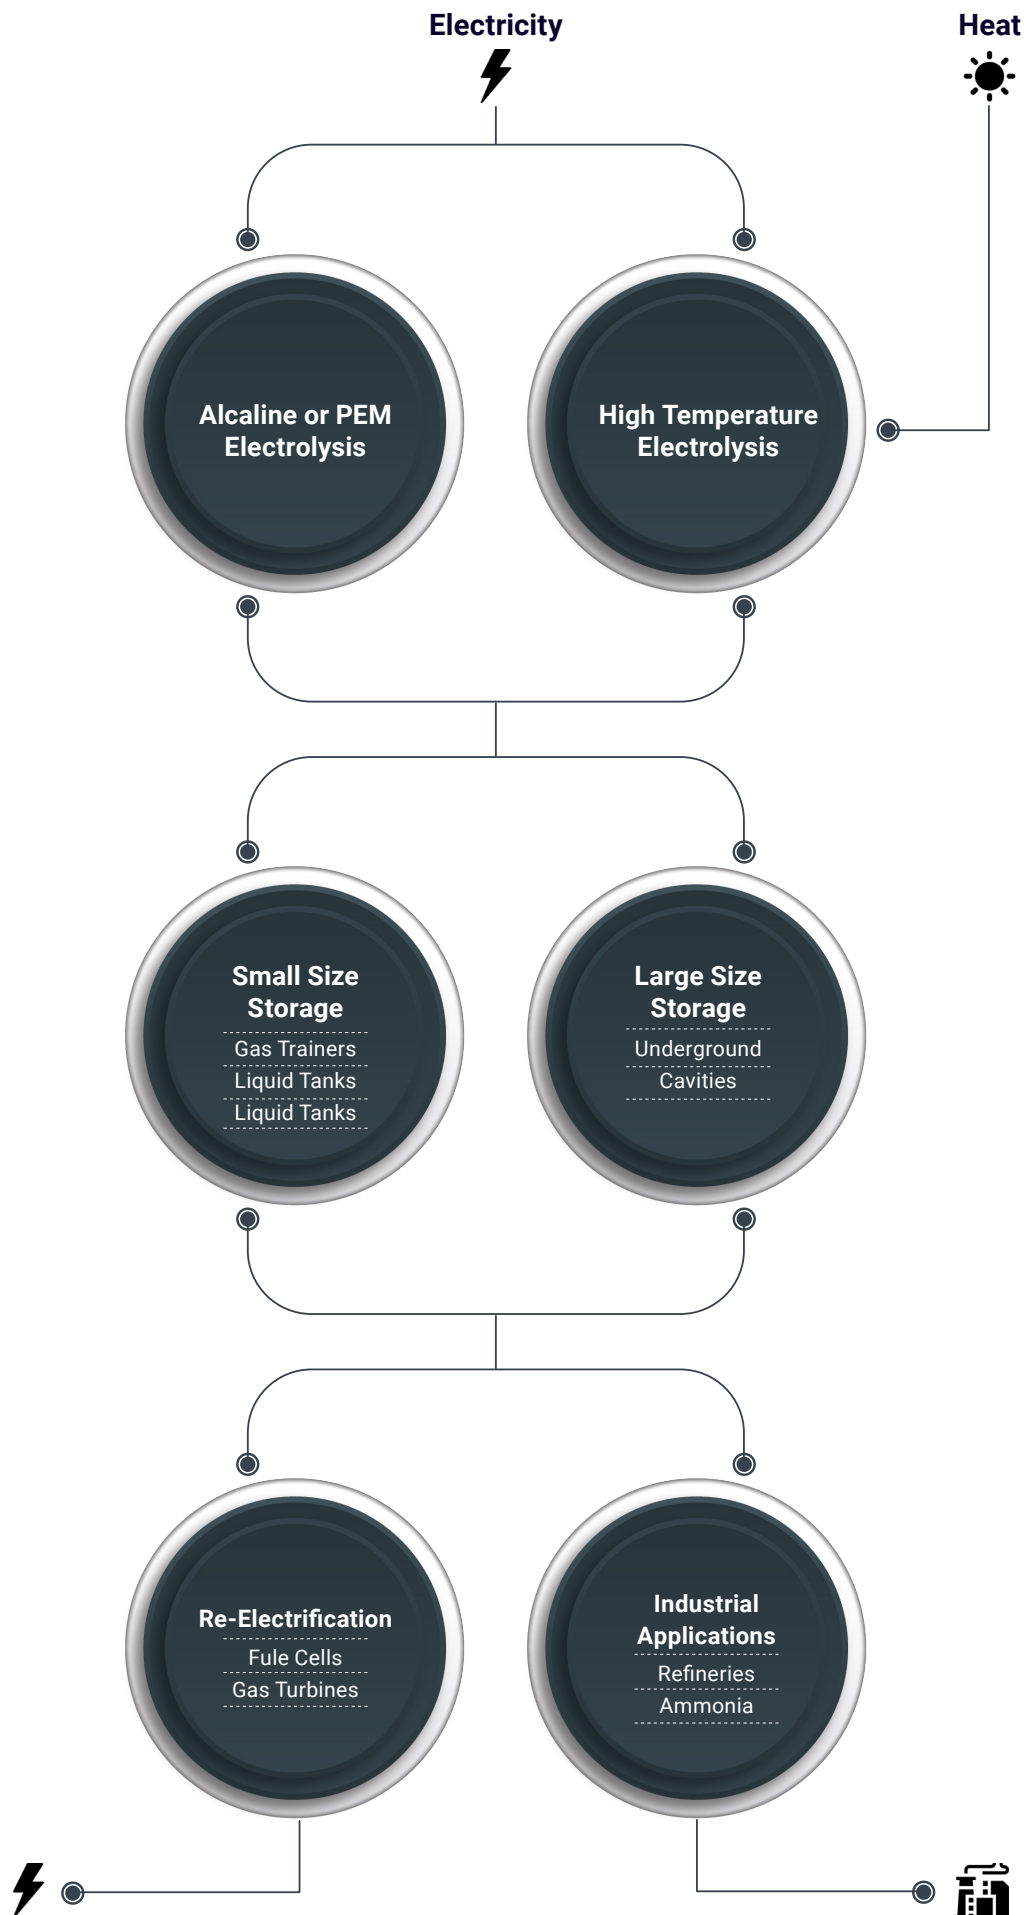 Electricity
Heat
Alcaline or PEM
Electrolysis
High Temperature
Electrolysis
Small Size
Storage
Gas Trainers
Liquid Tanks
Liquid Tanks
Large Size
Storage
Underground
Cavities
Re-Electrification
Fule Cells
Gas Turbines
Industrial
Applications
Refineries
Ammonia